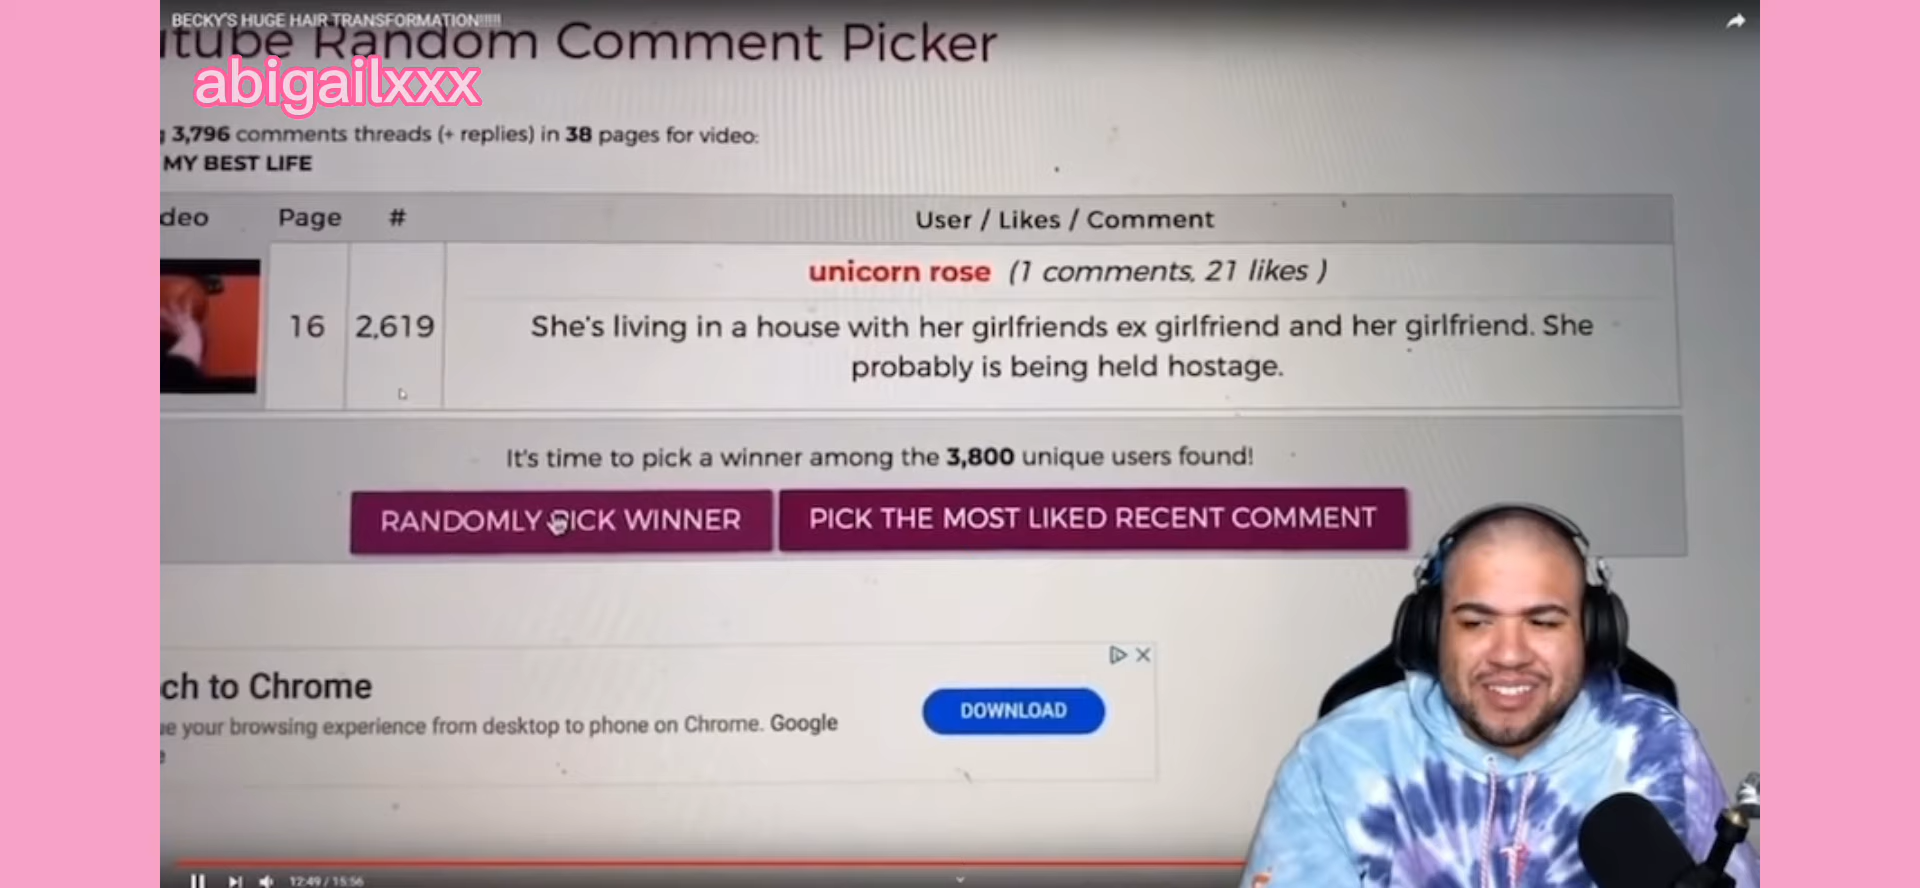 BECKY'S HUGE HAIR TRANSFORMATION!!!!!
utube Random Comment Picker
abigailxxx
3,796 comments threads (+ replies) in 38 pages for video:
MY BEST LIFE
deo Page # User / Likes / Comment
unicorn rose (1 comments, 21 likes )
16 2,619 She's living in a house with her girlfriends ex girlfriend and her girlfriend. She
probably is being held hostage.
It's time to pick a winner among the 3,800 unique users found!
RANDOMLY PICK WINNER PICK THE MOST LIKED RECENT COMMENT
ch to Chrome
your browsing experience from desktop to phone on Chrome. Google
DOWNLOAD
12:49 / 15:56